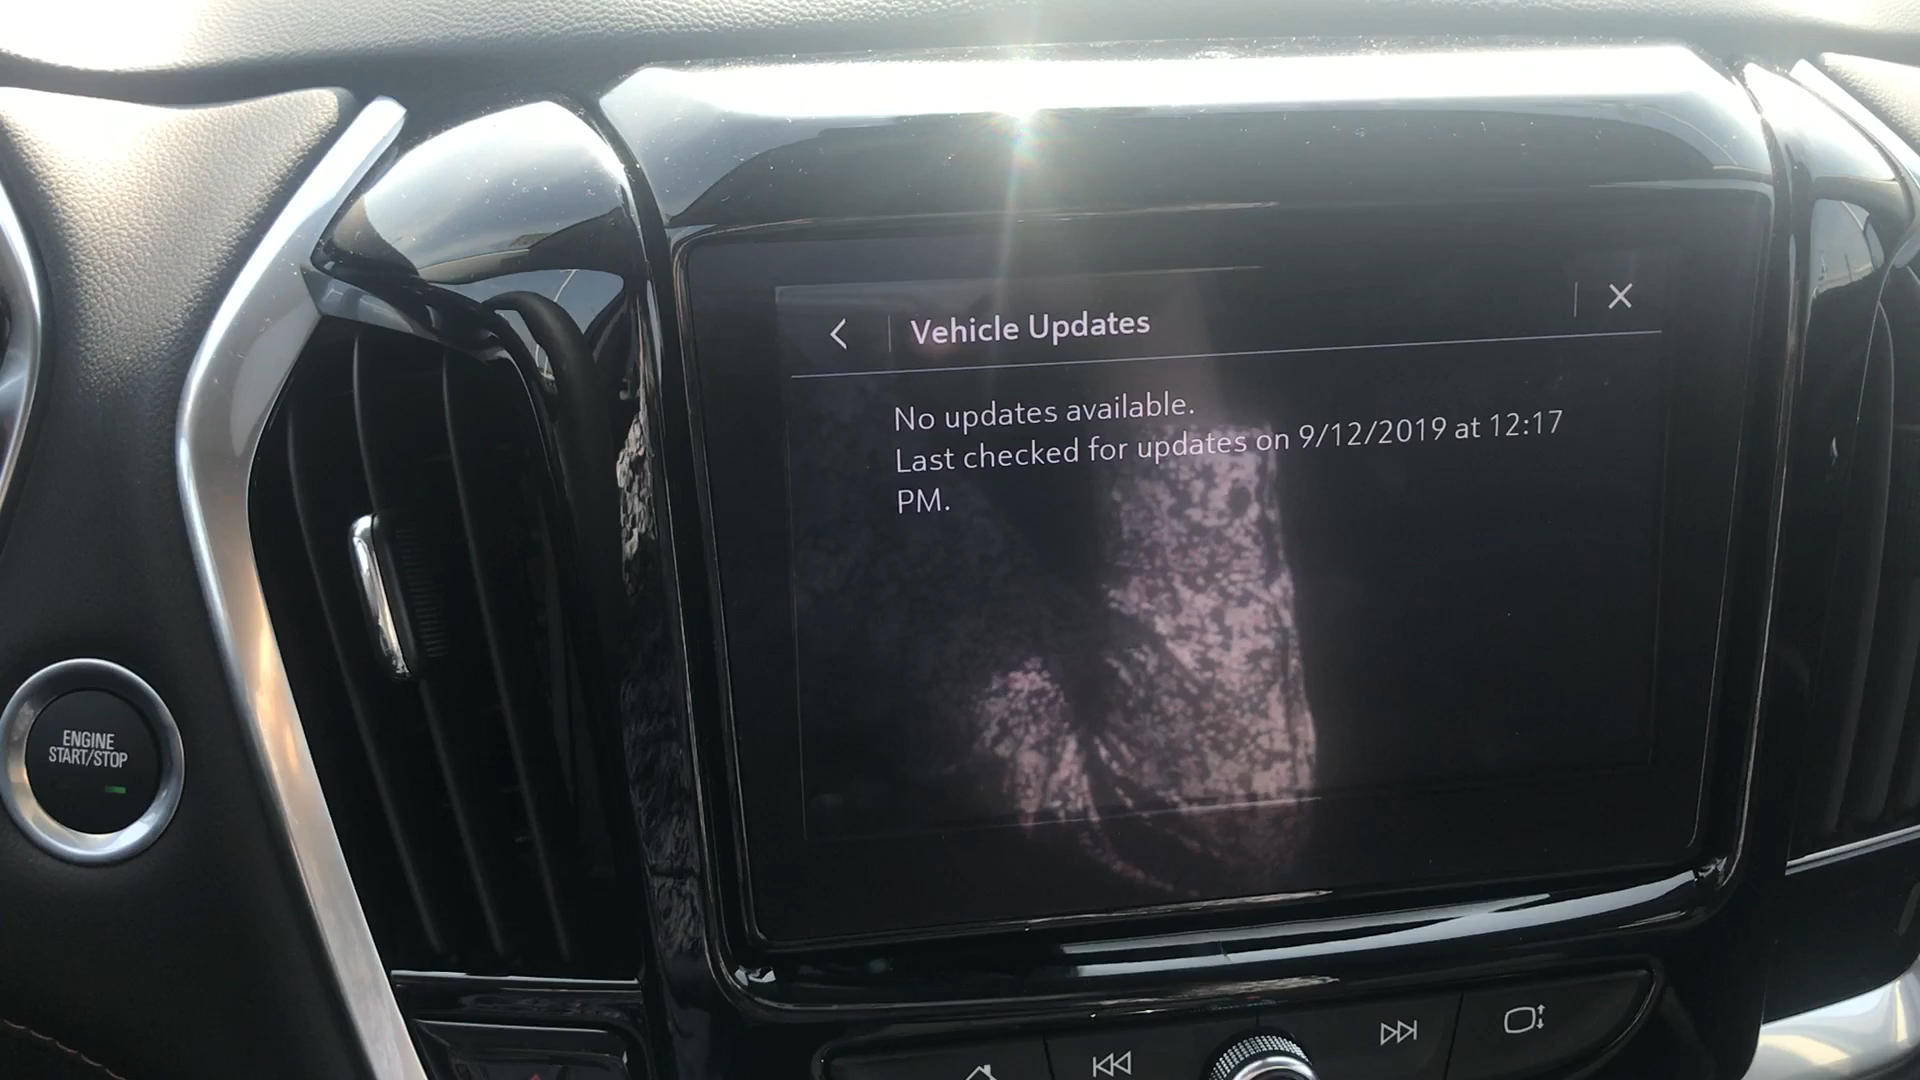 Vehicle Updates
No updates available.
Last checked for updates on 9/12/2019 at 12:17
PM.
ENGINE
START/STOP